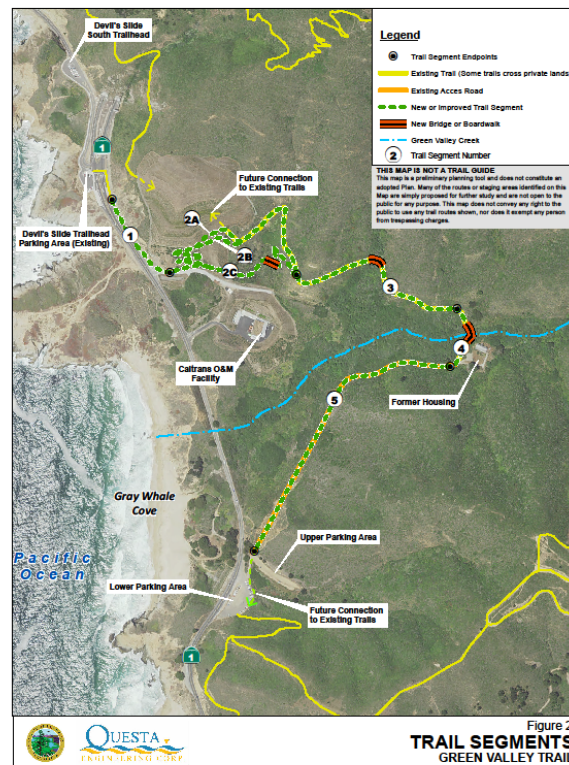 Devil's Slide
South Trailhead
1
Devil's Slide Trailhead
Parking Area (Existing)
1
Future Connection
to Existing Trails
2A
2B
2C
3
Caltrans O&M
Facility
4
Former Housing
5
Gray Whale
Cove
Pacific
Ocean
Upper Parking Area
Lower Parking Area
Future Connection
to Existing Trails
1
Legend
Trail Segment Endpoints
Existing Trail (Some trails cross private lands
Existing Acces Road
New or Improved Trail Segment
New Bridge or Boardwalk
Green Valley Creek
2 Trail Segment Number
THIS MAP IS NOT A TRAIL GUIDE
This map is a preliminary planning tool and does not constitute an
adopted Plan. Many of the routes or staging areas identified on this
Map are simply proposed for further study and are not open to the
public for any purpose. This map does not convey any right to the
public to use any trail routes shown, nor does it exempt any person
from trespassing charges.
QUESTA
ENGINEERING CORP
Figure 2
TRAIL SEGMENTS
GREEN VALLEY TRAIL